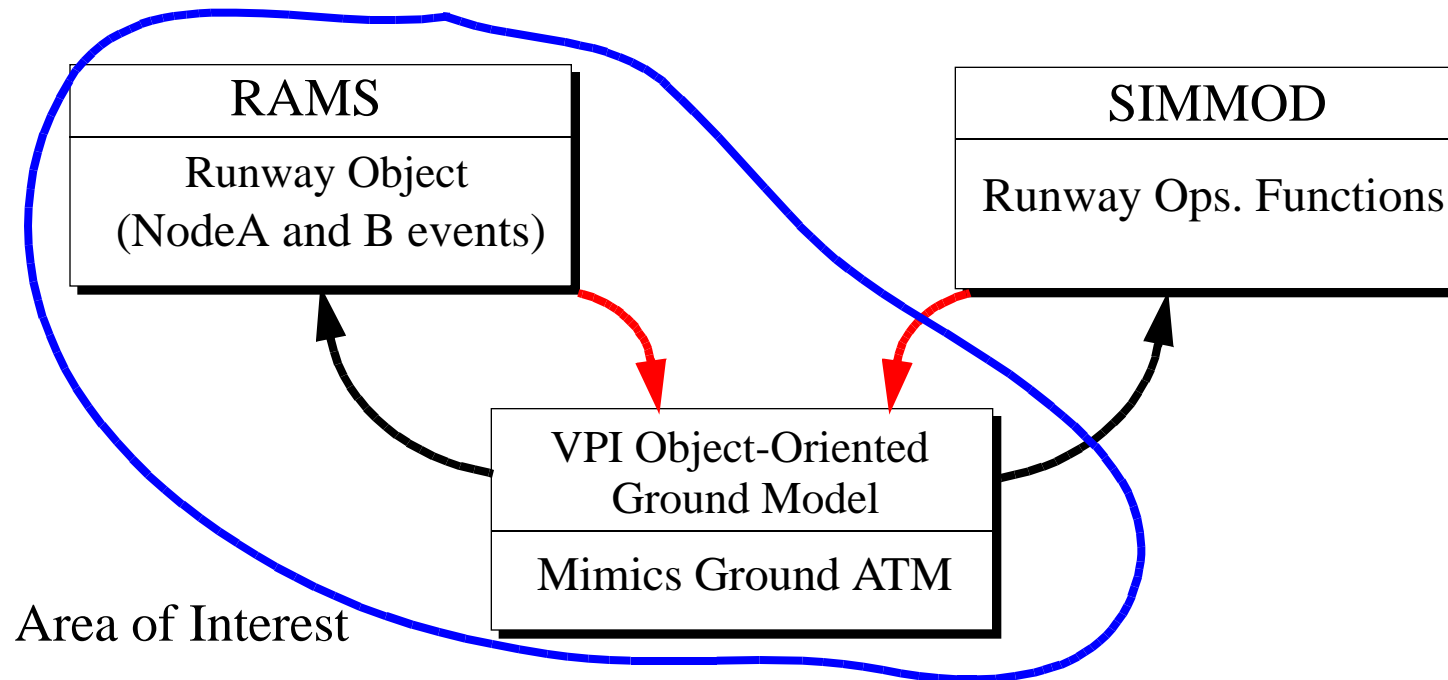 RAMS
Runway Object
(NodeA and B events)
SIMMOD
Runway Ops. Functions
VPI Object-Oriented
Ground Model
Mimics Ground ATM
Area of Interest